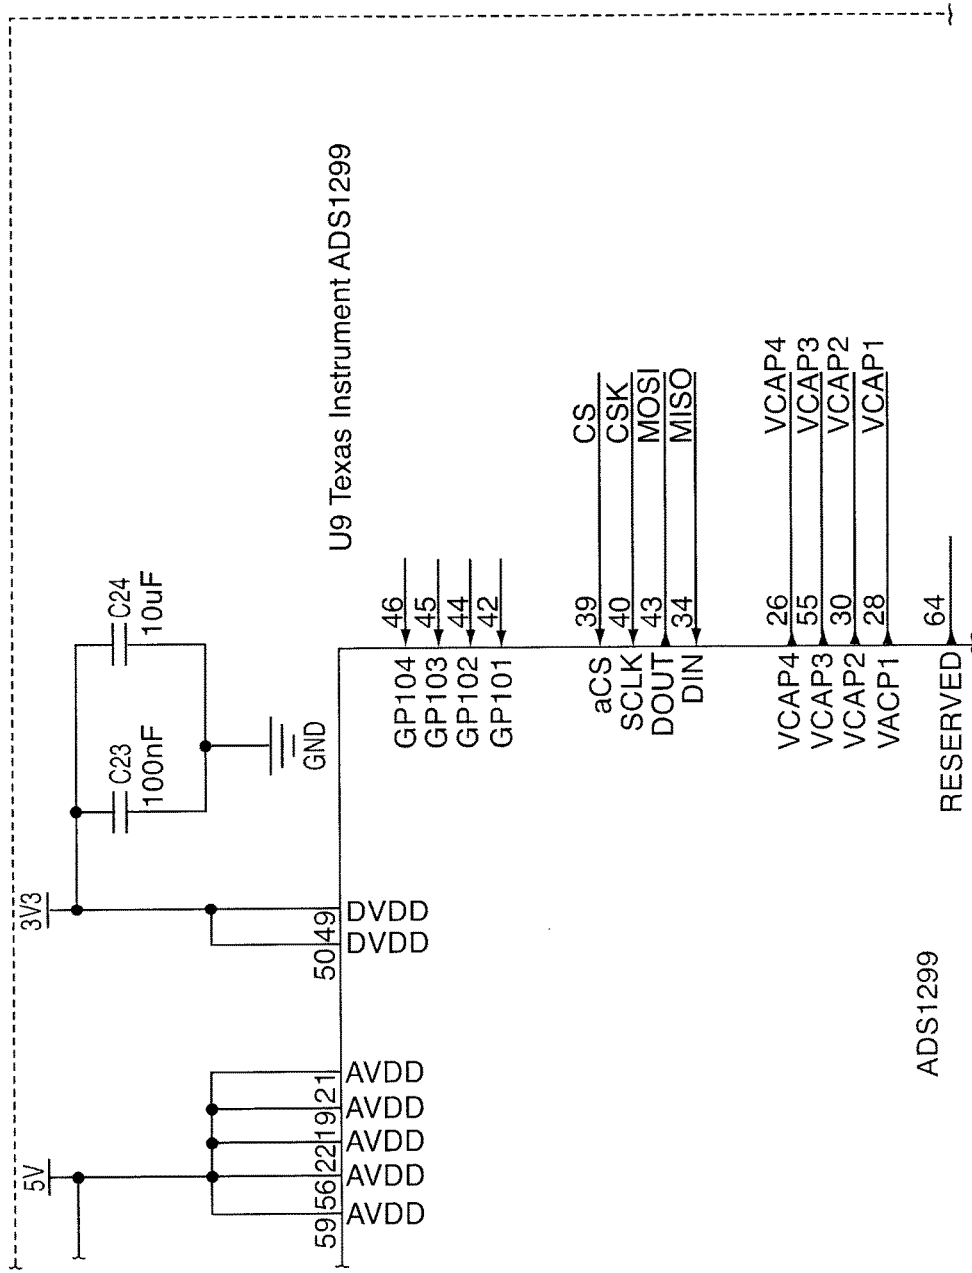 5V
3V3
C23
100nF
C24
10uF
GND
59
56
22
19
21
50
49
AVDD
AVDD
AVDD
AVDD
AVDD
DVDD
DVDD
U9 Texas Instrument ADS1299
GP104 46
GP103 45
GP102 44
GP101 42
aCS 39 CS
SCLK 40 CSK
DOUT 43 MOSI
DIN 34 MISO
VCAP4 26 VCAP4
VCAP3 55 VCAP3
VCAP2 30 VCAP2
VACP1 28 VCAP1
RESERVED 64
ADS1299